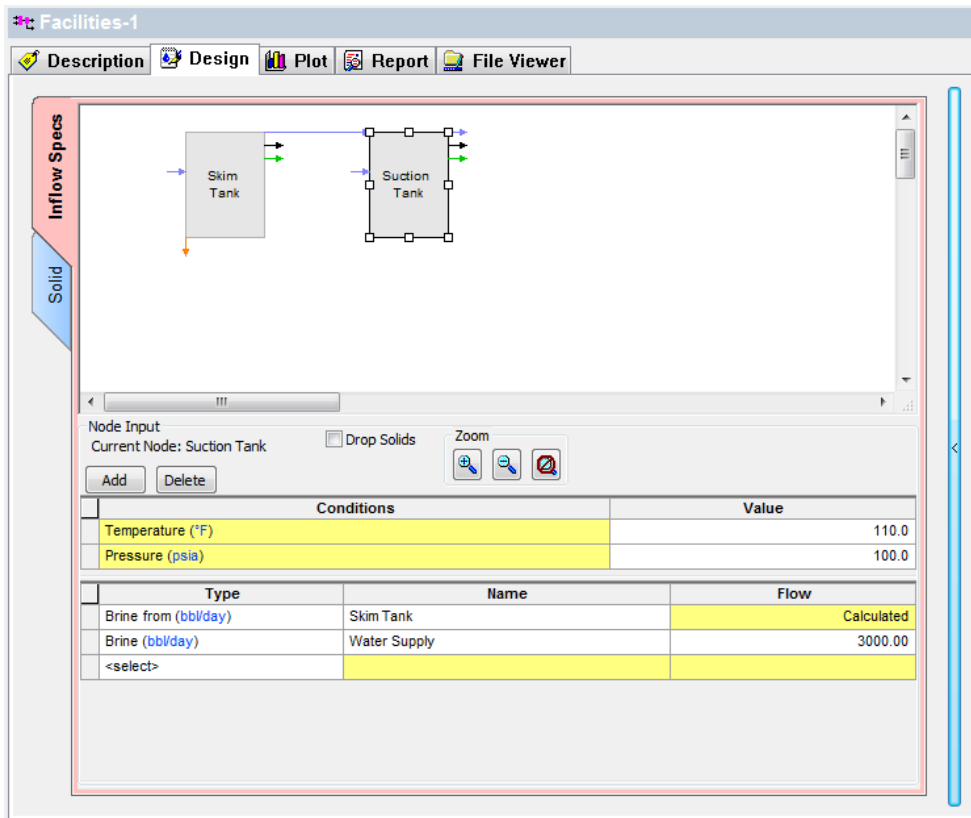 Facilities-1
Description Design Plot Report File Viewer
Inflow Specs
Solid
Skim
Tank
Suction
Tank
Node Input
Current Node: Suction Tank
Drop Solids
Zoom
Add Delete
Conditions Value
Temperature (°F) 110.0
Pressure (psia) 100.0
Type Name Flow
Brine from (bbl/day) Skim Tank Calculated
Brine (bbl/day) Water Supply 3000.00
<select>